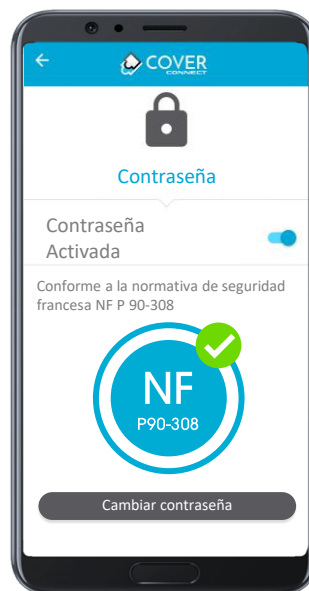 COVER
CONNECT
Contraseña
Contraseña
Activada
Conforme a la normativa de seguridad
francesa NF P 90-308
NF
P90-308
Cambiar contraseña